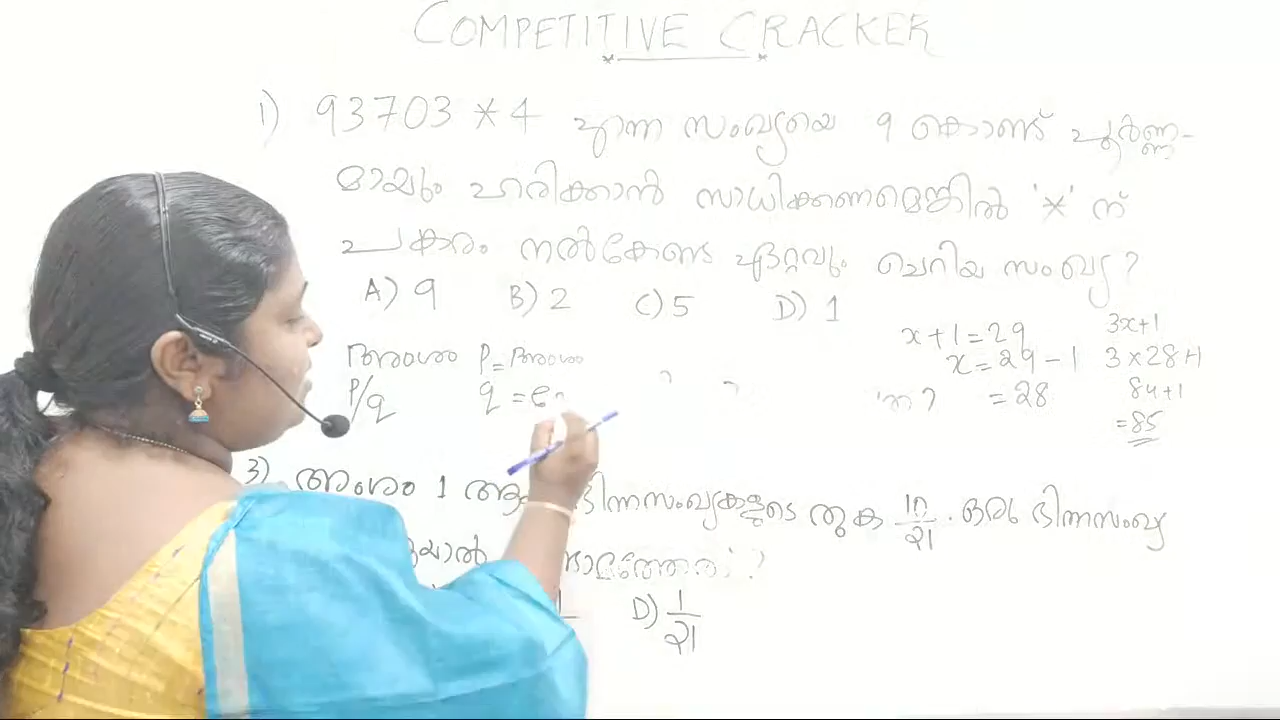 COMPETITIVE CRACKER
1) 93703 * 4 എന്ന സംഖ്യയെ 9 കൊണ്ട് പൂർണ്ണ-
മായും ഹരിക്കാൻ സാധിക്കണമെങ്കിൽ '*' ന്
പകരം നൽകേണ്ട ഏറ്റവും ചെറിയ സംഖ്യ?
A) 9 B) 2 C) 5 D) 1
x+1=29
x=29-1
=28
3x+1
3×28+1
84+1
=85
അംശം P=അംശം
P/q q=
3) അംശം 1 ഭിന്നസംഖ്യകളുടെ തുക 10/21. ഒരു ഭിന്നസംഖ്യ
D) 1/21